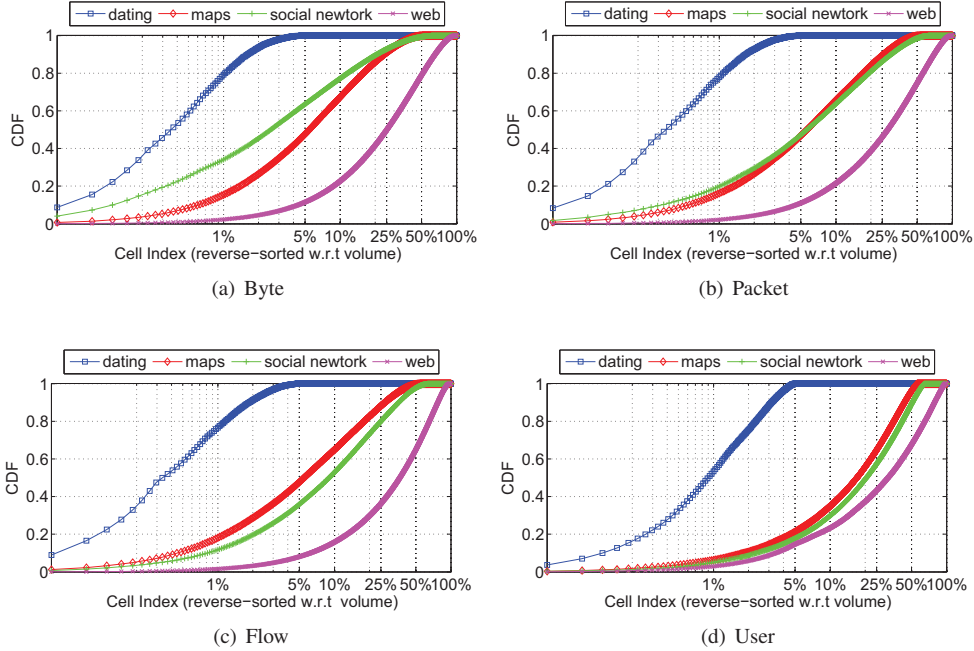 dating maps social newtork web
1
0.8
0.6
0.4
0.2
0
CDF
1% 5% 10% 25% 50% 100%
Cell Index (reverse-sorted w.r.t volume)
(a) Byte
dating maps social newtork web
1
0.8
0.6
0.4
0.2
0
CDF
1% 5% 10% 25% 50% 100%
Cell Index (reverse-sorted w.r.t volume)
(b) Packet
dating maps social newtork web
1
0.8
0.6
0.4
0.2
0
CDF
1% 5% 10% 25% 50% 100%
Cell Index (reverse-sorted w.r.t volume)
(c) Flow
dating maps social newtork web
1
0.8
0.6
0.4
0.2
0
CDF
1% 5% 10% 25% 50% 100%
Cell Index (reverse-sorted w.r.t volume)
(d) User